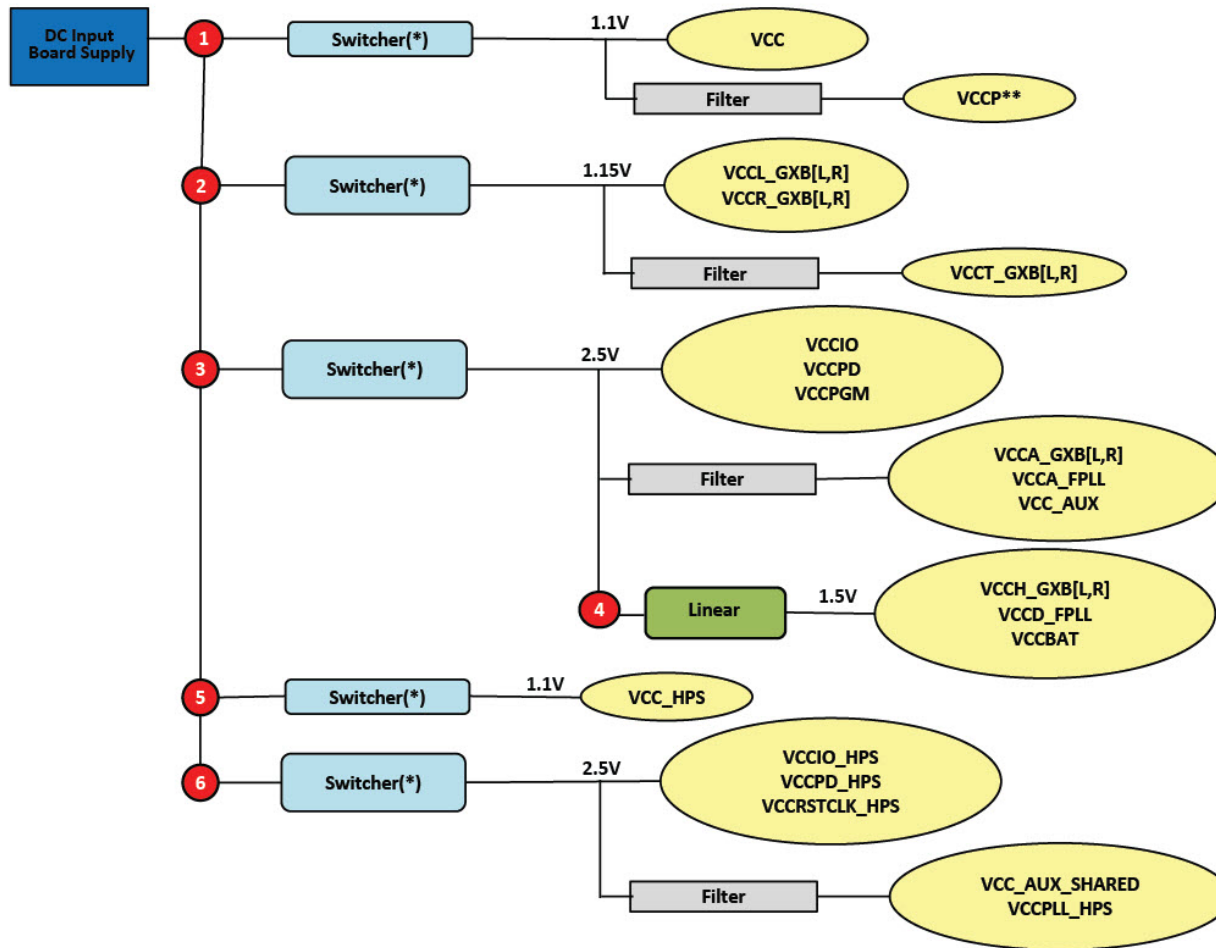 DC Input
Board Supply
1
Switcher(*)
1.1V
VCC
Filter
VCCP**
2
Switcher(*)
1.15V
VCCL_GXB[L,R]
VCCR_GXB[L,R]
Filter
VCCT_GXB[L,R]
3
Switcher(*)
2.5V
VCCIO
VCCPD
VCCPGM
Filter
VCCA_GXB[L,R]
VCCA_FPLL
VCC_AUX
4
Linear
1.5V
VCCH_GXB[L,R]
VCCD_FPLL
VCCBAT
5
Switcher(*)
1.1V
VCC_HPS
6
Switcher(*)
2.5V
VCCIO_HPS
VCCPD_HPS
VCCRSTCLK_HPS
Filter
VCC_AUX_SHARED
VCCPLL_HPS